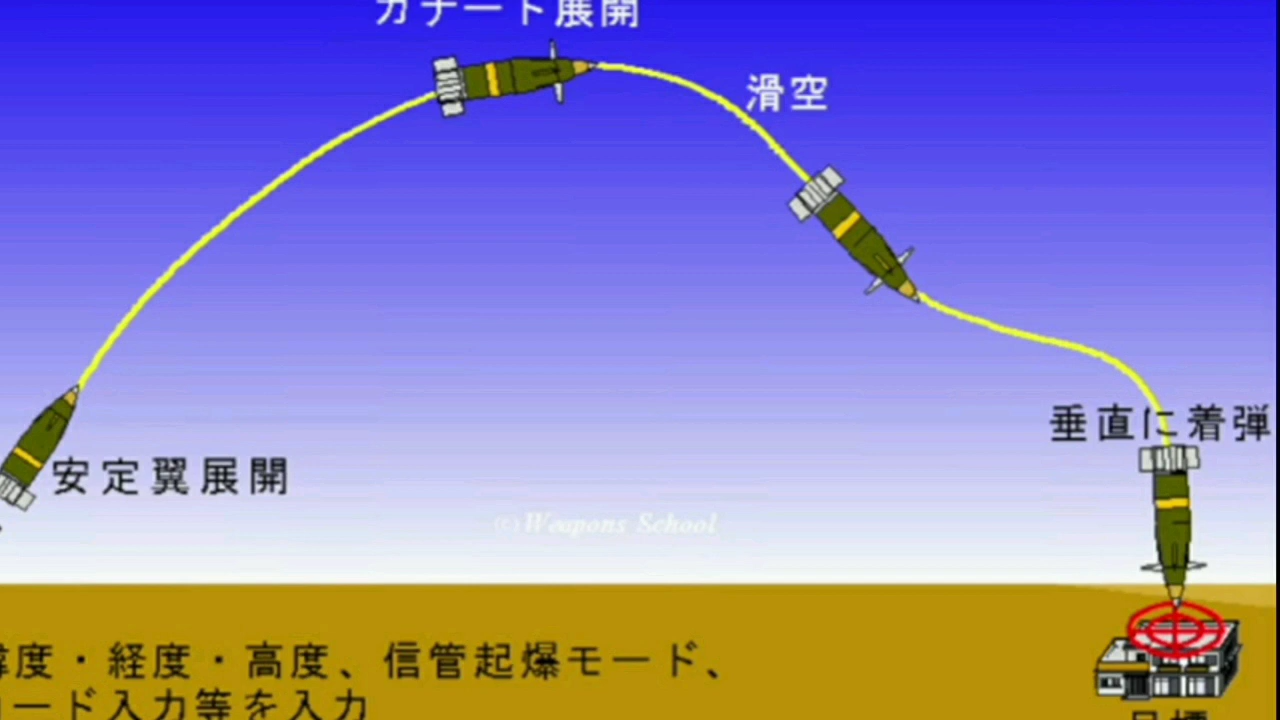 カナード展開
滑空
垂直に着弾
安定翼展開
(c) Weapons School
度・経度・高度、信管起爆モード、
ード入力等を入力
目標